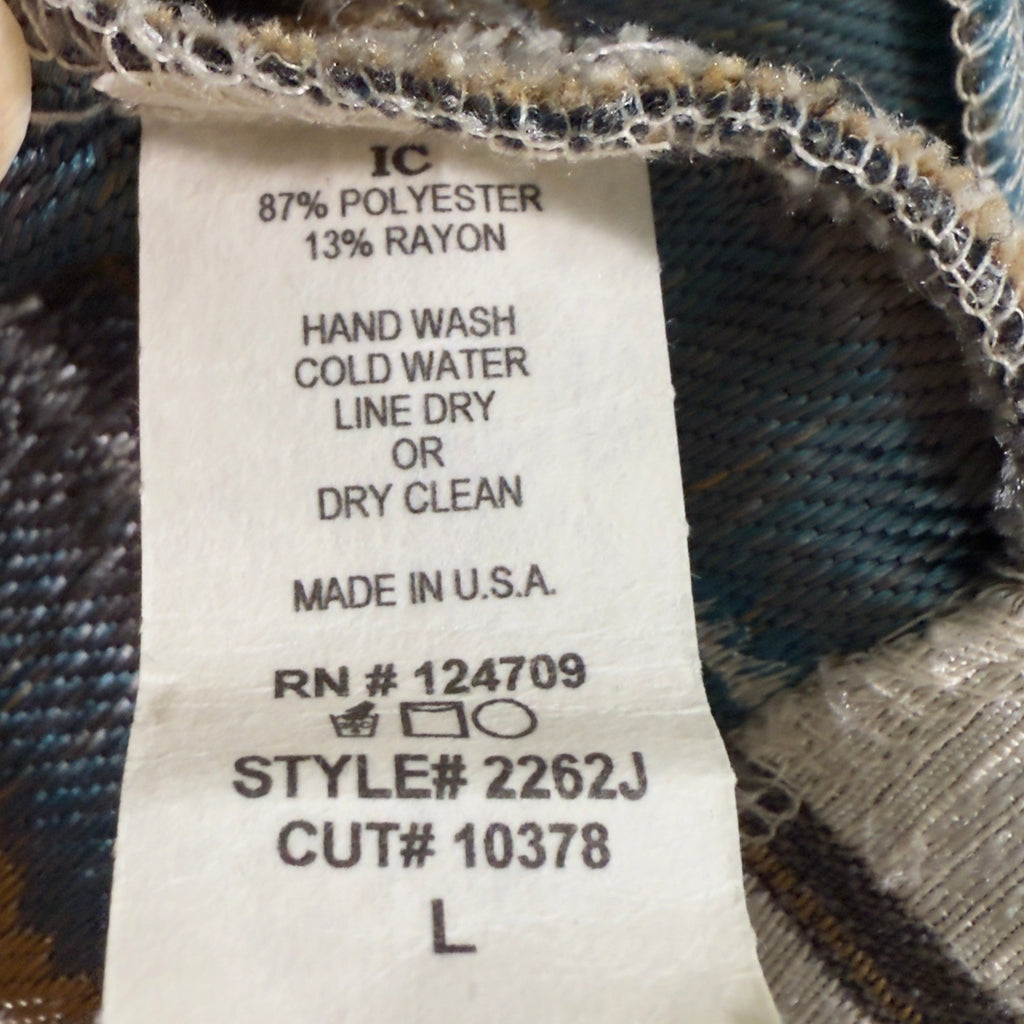 IC
87% POLYESTER
13% RAYON
HAND WASH
COLD WATER
LINE DRY
OR
DRY CLEAN
MADE IN U.S.A.
RN # 124709
STYLE# 2262J
CUT# 10378
L